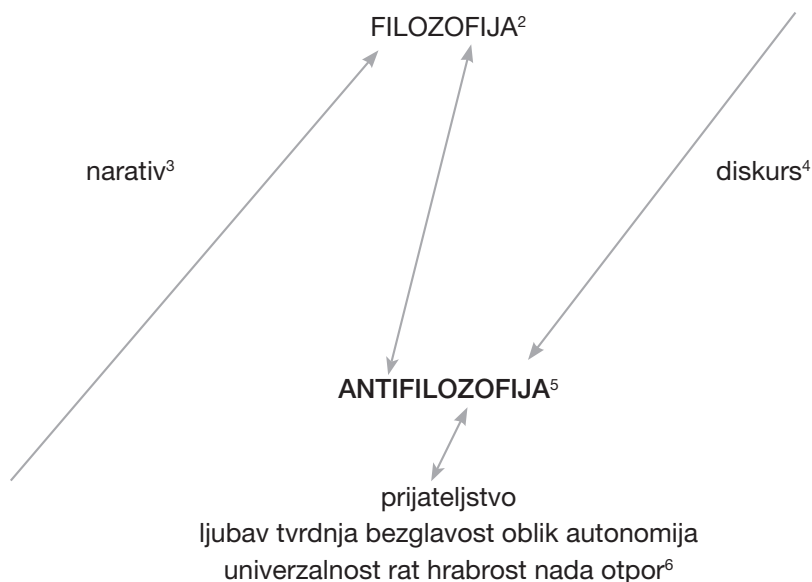 FILOZOFIJA²
narativ³
diskurs⁴
ANTIFILOZOFIJA⁵
prijateljstvo
ljubav tvrdnja bezglavost oblik autonomija
univerzalnost rat hrabrost nada otpor⁶